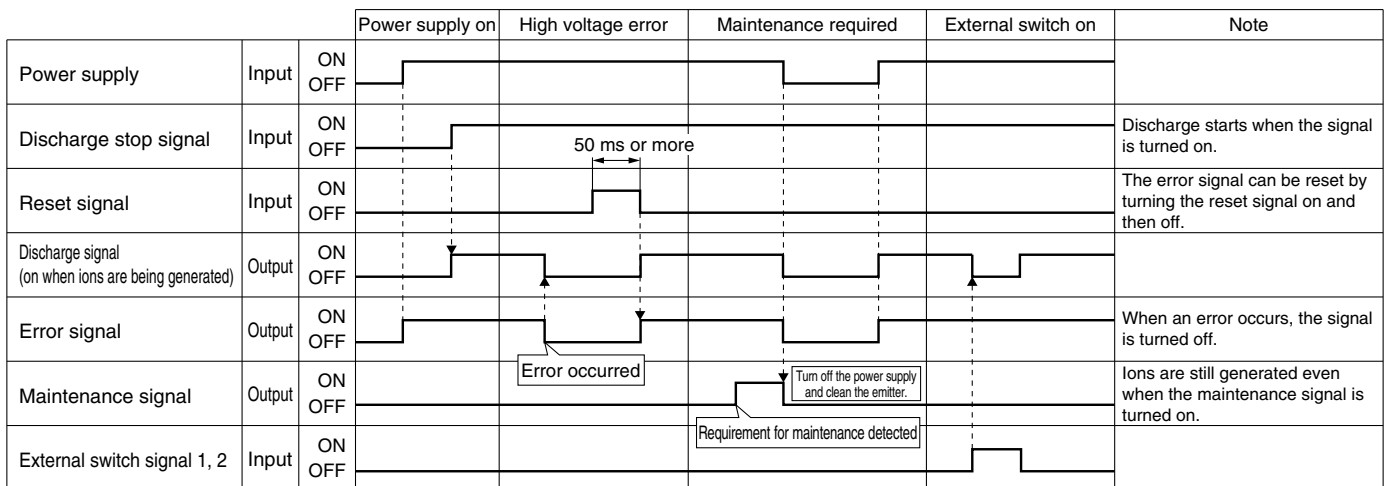 Power supply on High voltage error Maintenance required External switch on Note
Power supply Input ON
OFF
Discharge stop signal Input ON
OFF
50 ms or more
Discharge starts when the signal
is turned on.
Reset signal Input ON
OFF
The error signal can be reset by
turning the reset signal on and
then off.
Discharge signal
(on when ions are being generated)
Output ON
OFF
Error signal Output ON
OFF
Error occurred
When an error occurs, the signal
is turned off.
Maintenance signal Output ON
OFF
Turn off the power supply
and clean the emitter.
Requirement for maintenance detected
Ions are still generated even
when the maintenance signal is
turned on.
External switch signal 1, 2 Input ON
OFF